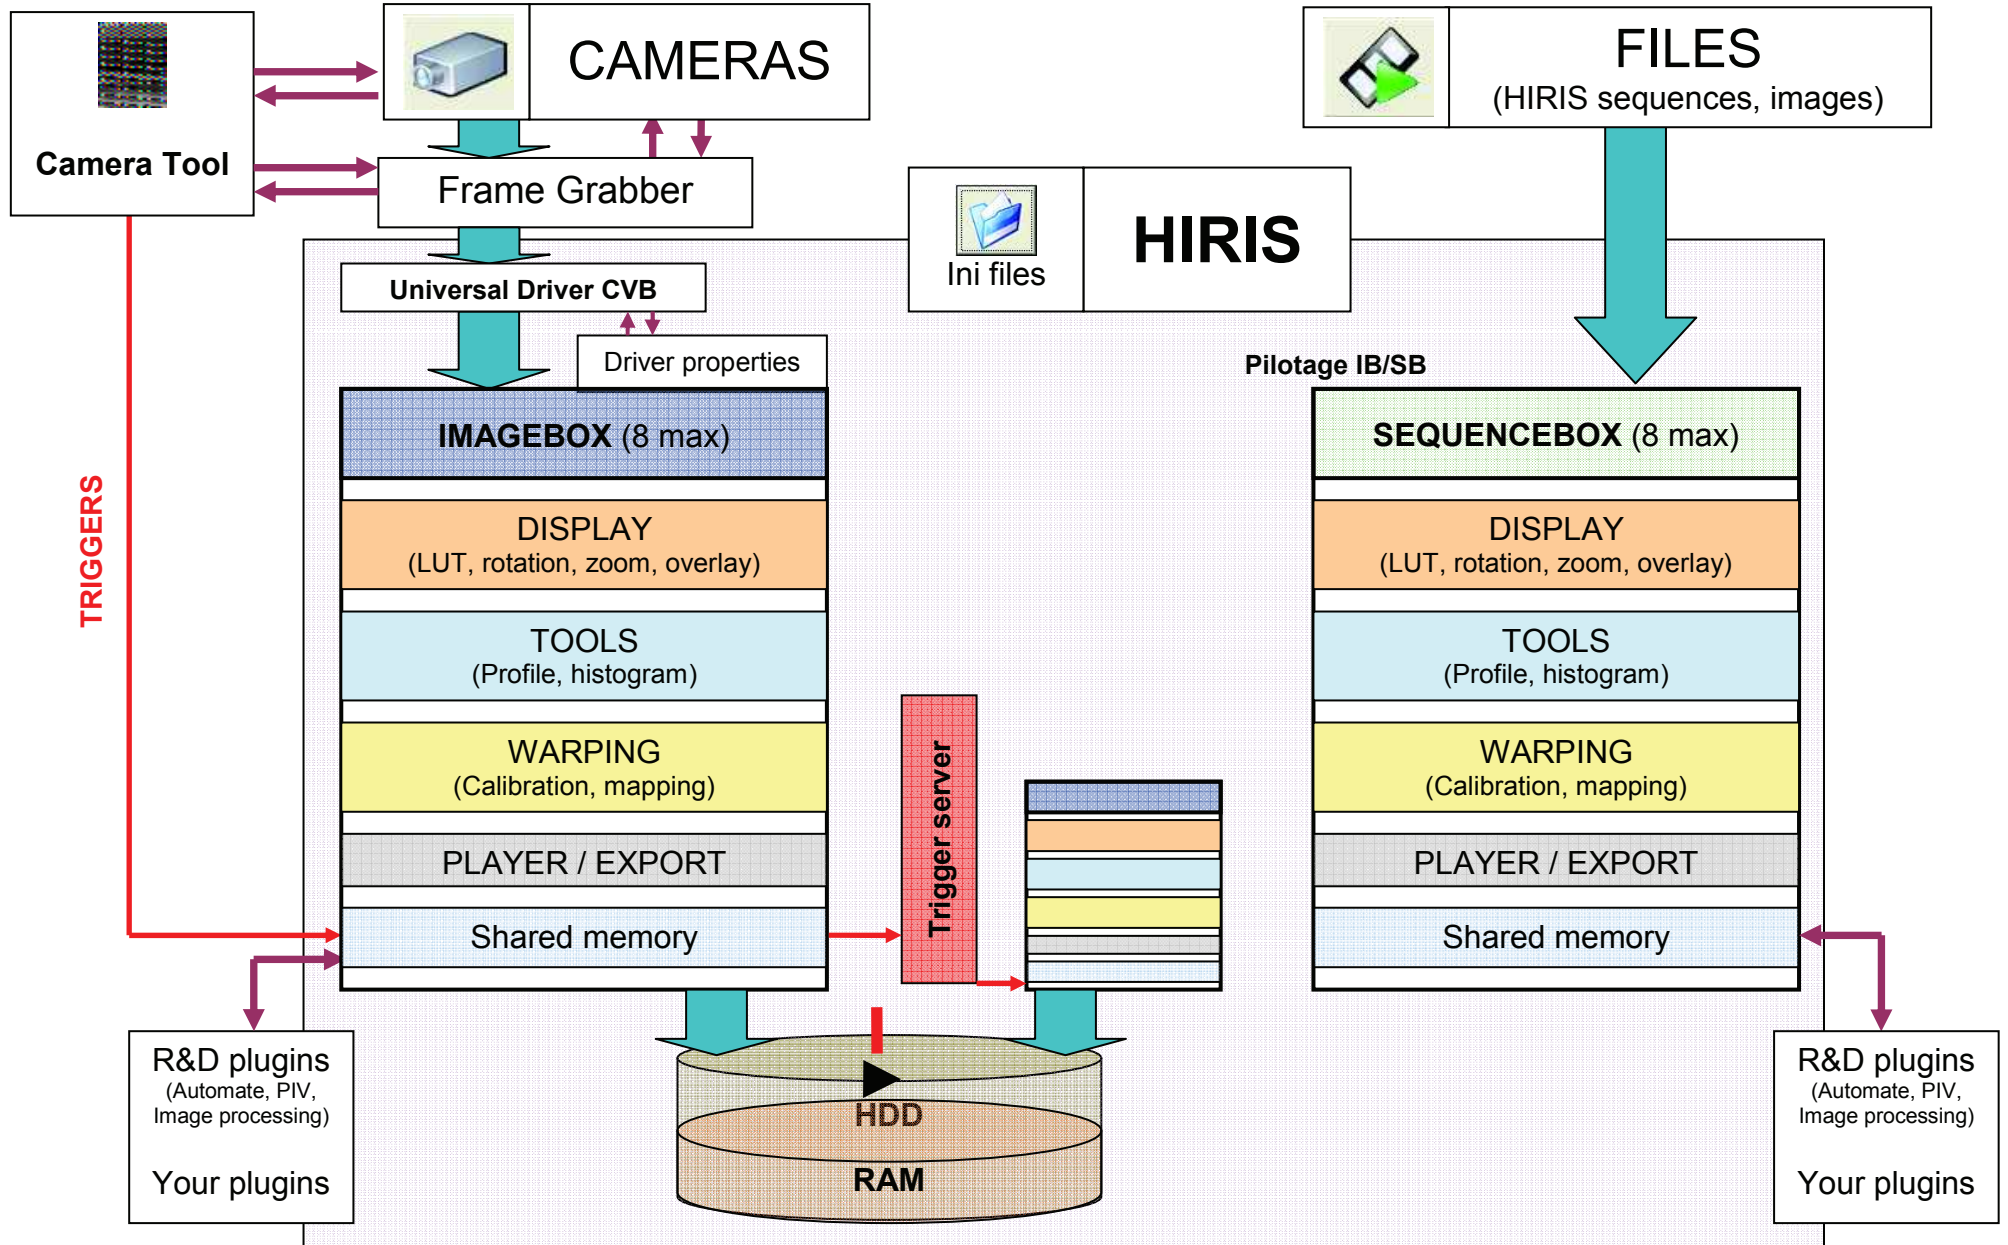 CAMERAS
FILES
(HIRIS sequences, images)
Camera Tool
Frame Grabber
Ini files
HIRIS
Universal Driver CVB
Driver properties
Pilotage IB/SB
IMAGEBOX (8 max)
DISPLAY
(LUT, rotation, zoom, overlay)
TOOLS
(Profile, histogram)
WARPING
(Calibration, mapping)
PLAYER / EXPORT
Shared memory
TRIGGERS
Trigger server
SEQUENCEBOX (8 max)
DISPLAY
(LUT, rotation, zoom, overlay)
TOOLS
(Profile, histogram)
WARPING
(Calibration, mapping)
PLAYER / EXPORT
Shared memory
R&D plugins
(Automate, PIV,
Image processing)
Your plugins
HDD
RAM
R&D plugins
(Automate, PIV,
Image processing)
Your plugins